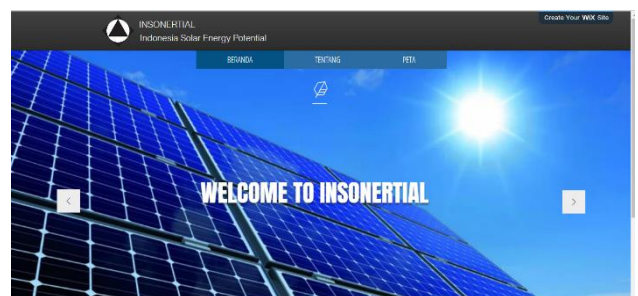 INSONERTIAL
Indonesia Solar Energy Potential
Create Your WiX Site
BERANDA TENTANG PETA
WELCOME TO INSONERTIAL